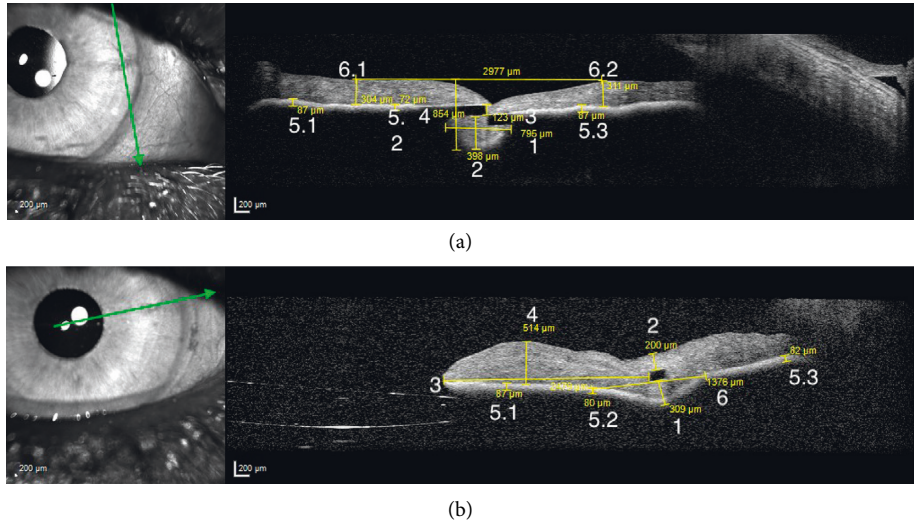 6.1
2977 µm
6.2
304 µm
72 µm
311 µm
87 µm
5.1
5.
2
4
854 µm
123 µm
3
87 µm
5.3
795 µm
1
398 µm
2
200 µm
200 µm
(a)
4
514 µm
2
200 µm
82 µm
5.3
3
1376 µm
87 µm
5.1
80 µm
5.2
6
309 µm
1
200 µm
200 µm
(b)